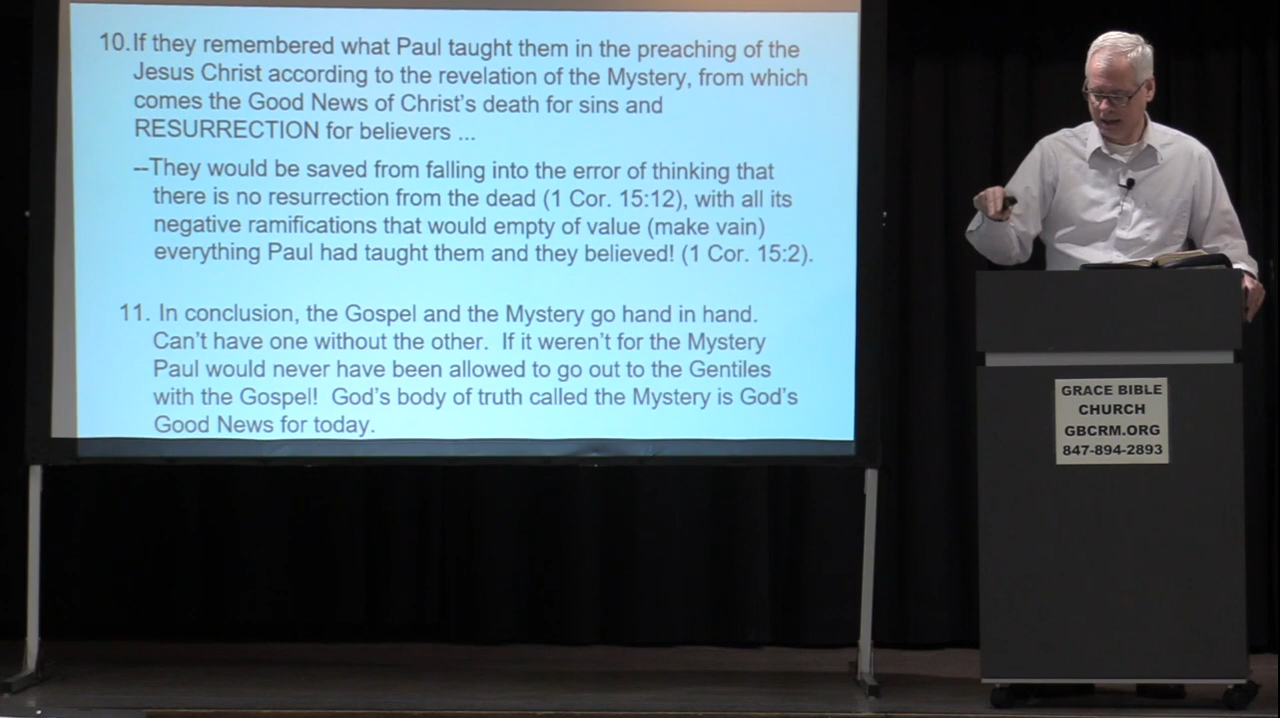 10.If they remembered what Paul taught them in the preaching of the
Jesus Christ according to the revelation of the Mystery, from which
comes the Good News of Christ's death for sins and
RESURRECTION for believers ...
--They would be saved from falling into the error of thinking that
there is no resurrection from the dead (1 Cor. 15:12), with all its
negative ramifications that would empty of value (make vain)
everything Paul had taught them and they believed! (1 Cor. 15:2).
11. In conclusion, the Gospel and the Mystery go hand in hand.
Can't have one without the other. If it weren't for the Mystery
Paul would never have been allowed to go out to the Gentiles
with the Gospel! God's body of truth called the Mystery is God's
Good News for today.
GRACE BIBLE
CHURCH
GBCRM.ORG
847-894-2893